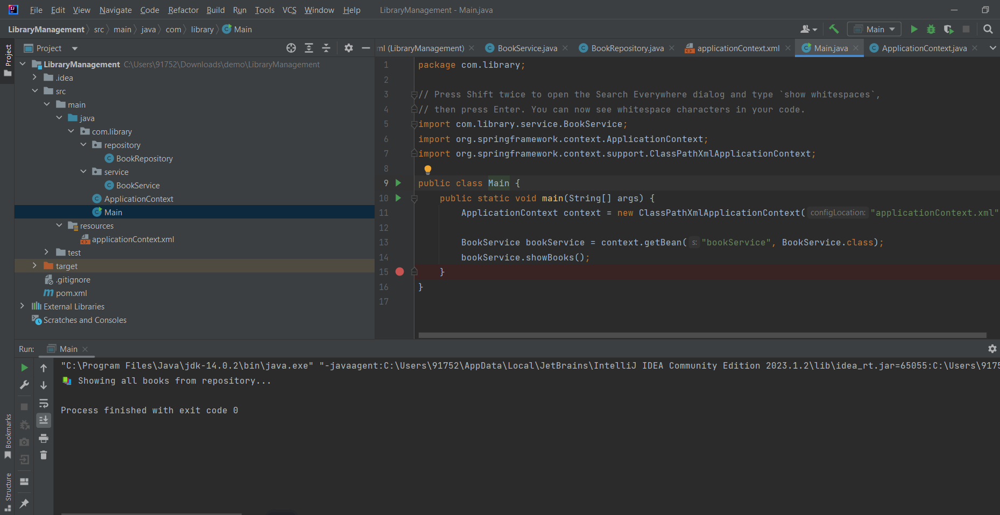 File Edit View Navigate Code Refactor Build Run Tools VCS Window Help LibraryManagement - Main.java
LibraryManagement src main java com library Main
Main
Project
Project
ml (LibraryManagement) BookService.java BookRepository.java applicationContext.xml Main.java ApplicationContext.java
LibraryManagement C:\Users\91752\Downloads\demo\LibraryManagement
.idea
src
main
java
com.library
repository
BookRepository
service
BookService
ApplicationContext
Main
resources
applicationContext.xml
test
target
.gitignore
pom.xml
External Libraries
Scratches and Consoles
1 package com.library;
2
3 // Press Shift twice to open the Search Everywhere dialog and type `show whitespaces`,
4 // then press Enter. You can now see whitespace characters in your code.
5 import com.library.service.BookService;
6 import org.springframework.context.ApplicationContext;
7 import org.springframework.context.support.ClassPathXmlApplicationContext;
8
9 public class Main {
10 public static void main(String[] args) {
11 ApplicationContext context = new ClassPathXmlApplicationContext( configLocation: "applicationContext.xml"
12
13 BookService bookService = context.getBean( s: "bookService", BookService.class);
14 bookService.showBooks();
15 }
16 }
17
Run: Main
"C:\Program Files\Java\jdk-14.0.2\bin\java.exe" "-javaagent:C:\Users\91752\AppData\Local\JetBrains\IntelliJ IDEA Community Edition 2023.1.2\lib\idea_rt.jar=65055:C:\Users\9175
Showing all books from repository...
Process finished with exit code 0
Bookmarks
Structure